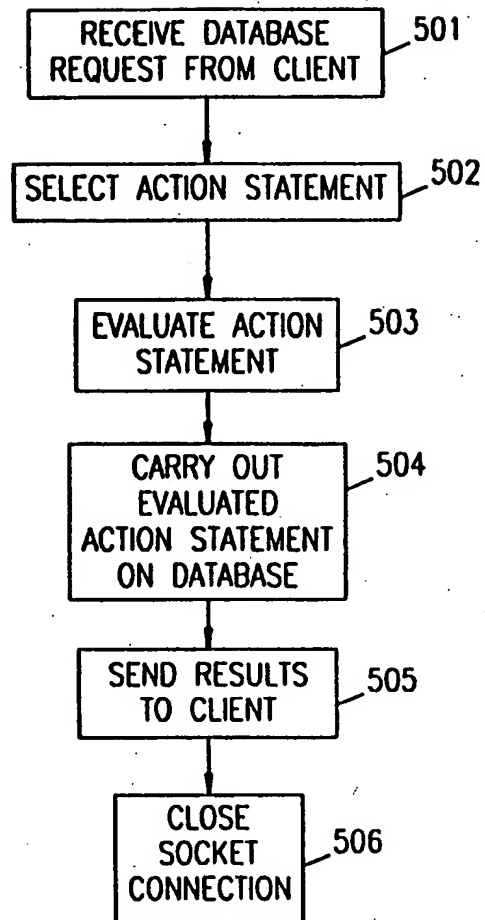 RECEIVE DATABASE
REQUEST FROM CLIENT
501
SELECT ACTION STATEMENT
502
EVALUATE ACTION
STATEMENT
503
CARRY OUT
EVALUATED
ACTION STATEMENT
ON DATABASE
504
SEND RESULTS
TO CLIENT
505
CLOSE
SOCKET
CONNECTION
506